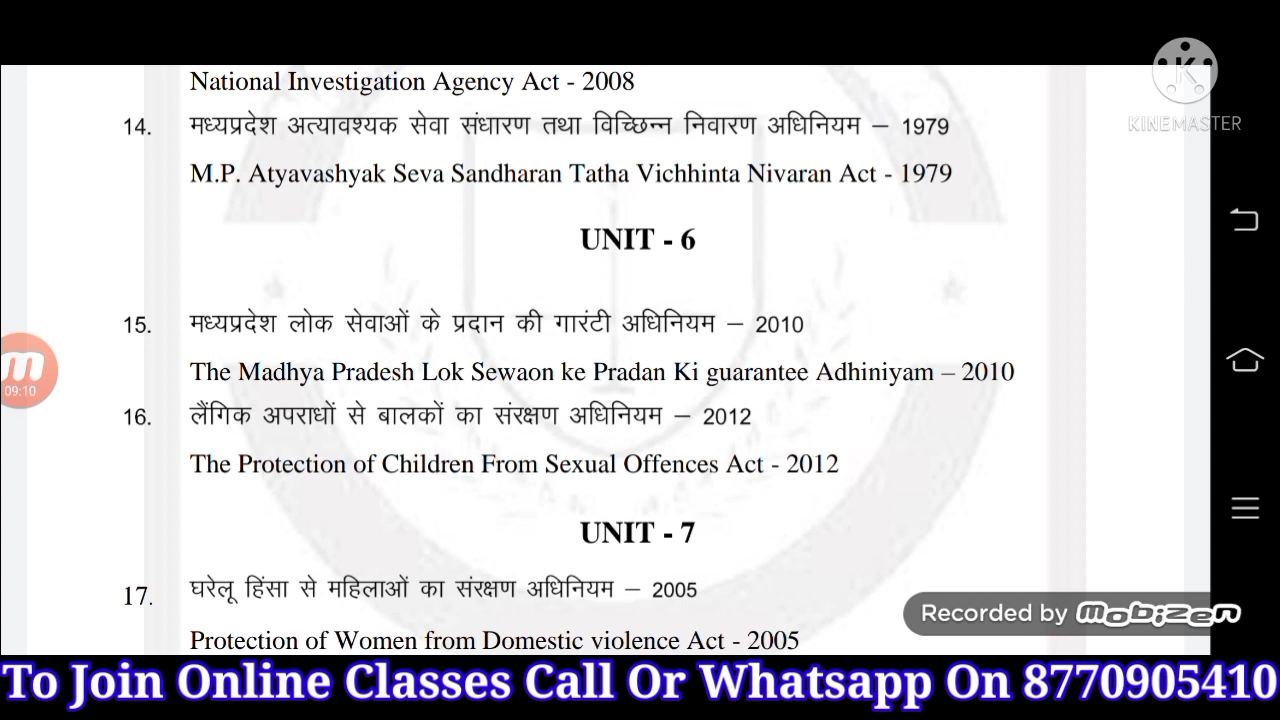 National Investigation Agency Act - 2008
14. मध्यप्रदेश अत्यावश्यक सेवा संधारण तथा विच्छिन्न निवारण अधिनियम – 1979
M.P. Atyavashyak Seva Sandharan Tatha Vichhinta Nivaran Act - 1979
UNIT - 6
15. मध्यप्रदेश लोक सेवाओं के प्रदान की गारंटी अधिनियम – 2010
The Madhya Pradesh Lok Sewaon ke Pradan Ki guarantee Adhiniyam – 2010
16. लैंगिक अपराधों से बालकों का संरक्षण अधिनियम – 2012
The Protection of Children From Sexual Offences Act - 2012
UNIT - 7
17. घरेलू हिंसा से महिलाओं का संरक्षण अधिनियम – 2005
Protection of Women from Domestic violence Act - 2005
K
KINEMASTER
m
09:10
Recorded by Mobizen
To Join Online Classes Call Or Whatsapp On 8770905410